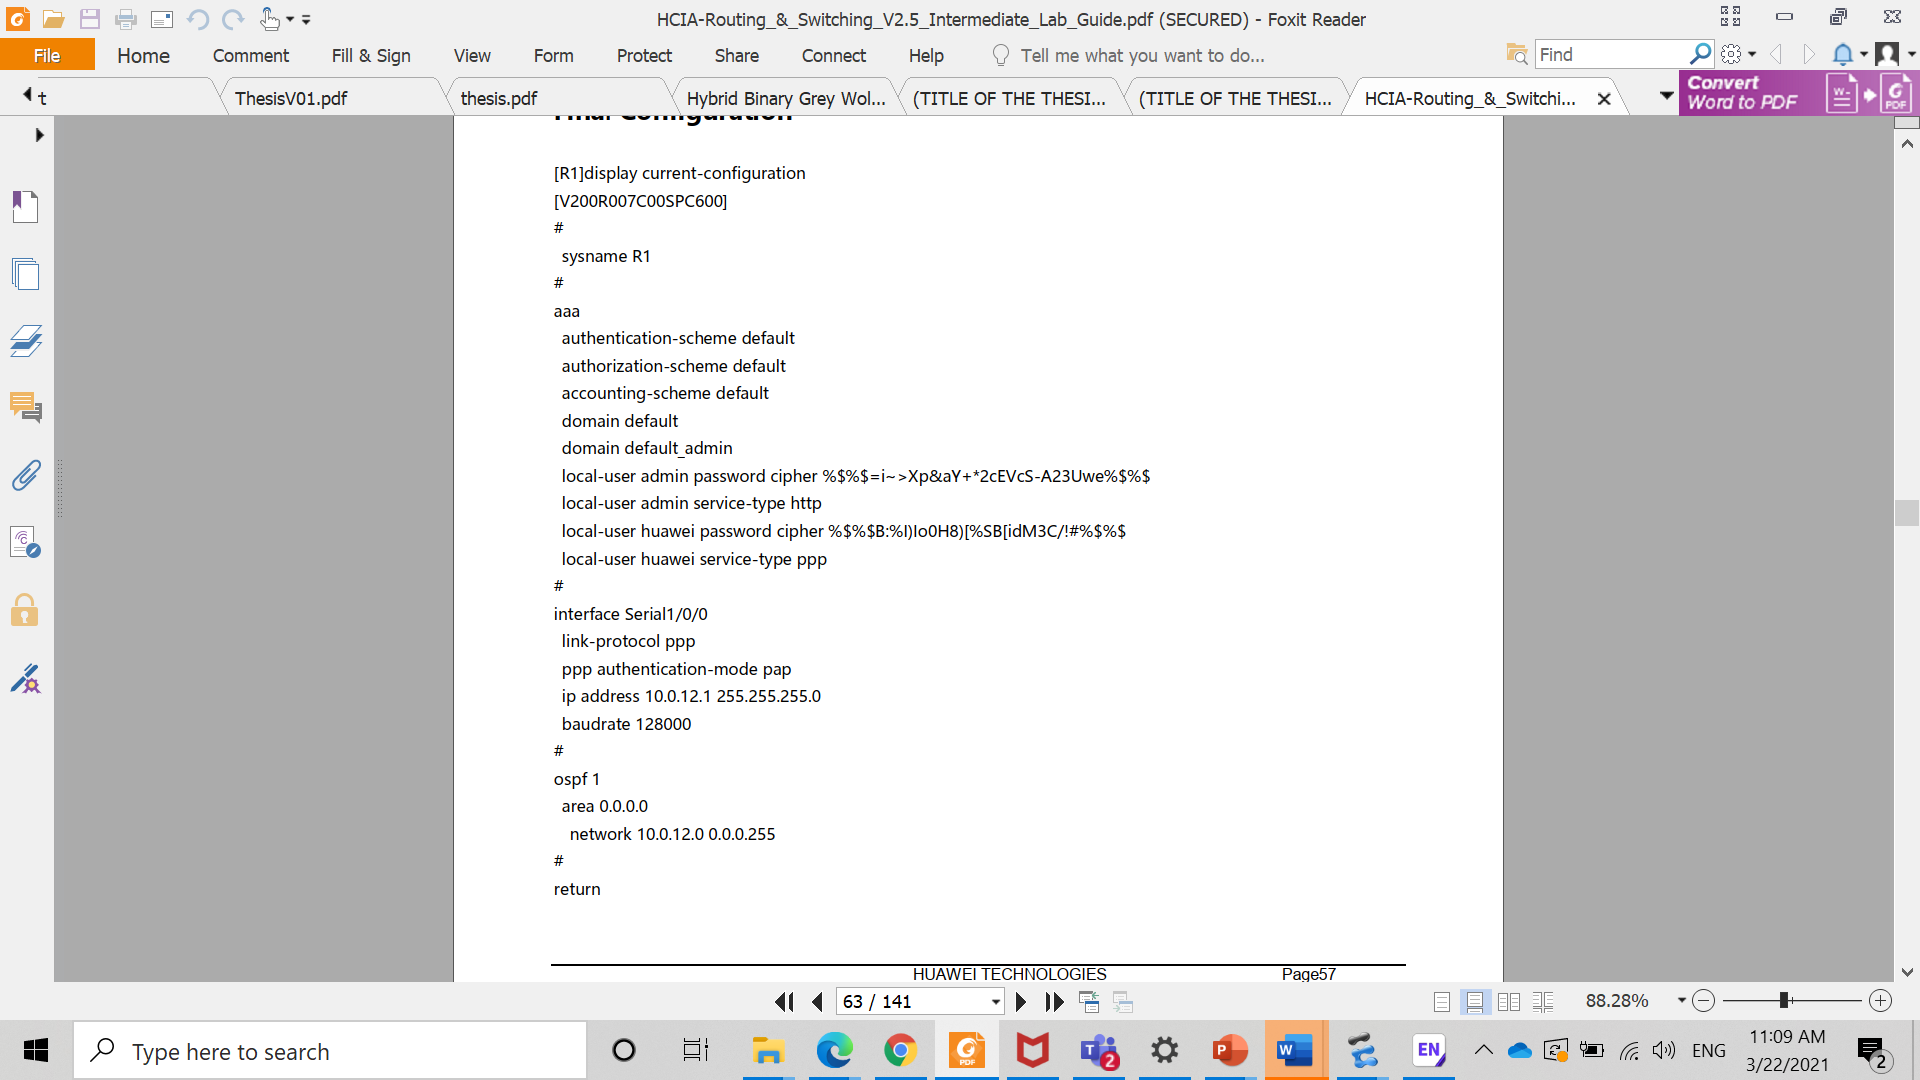 HCIA-Routing_&_Switching_V2.5_Intermediate_Lab_Guide.pdf (SECURED) - Foxit Reader
File Home Comment Fill & Sign View Form Protect Share Connect Help Tell me what you want to do... Find
t ThesisV01.pdf thesis.pdf Hybrid Binary Grey Wol... (TITLE OF THE THESI... (TITLE OF THE THESI... HCIA-Routing_&_Switchi...
Convert
Word to PDF
Final Configuration
[R1]display current-configuration
[V200R007C00SPC600]
#
sysname R1
#
aaa
authentication-scheme default
authorization-scheme default
accounting-scheme default
domain default
domain default_admin
local-user admin password cipher %$%$=i~>Xp&aY+*2cEVcS-A23Uwe%$%$
local-user admin service-type http
local-user huawei password cipher %$%$B:%I)Io0H8)[%SB[idM3C/!#%$%$
local-user huawei service-type ppp
#
interface Serial1/0/0
link-protocol ppp
ppp authentication-mode pap
ip address 10.0.12.1 255.255.255.0
baudrate 128000
#
ospf 1
area 0.0.0.0
network 10.0.12.0 0.0.0.255
#
return
HUAWEI TECHNOLOGIES Page57
63 / 141 88.28%
Type here to search
2
EN
ENG
11:09 AM
3/22/2021
2